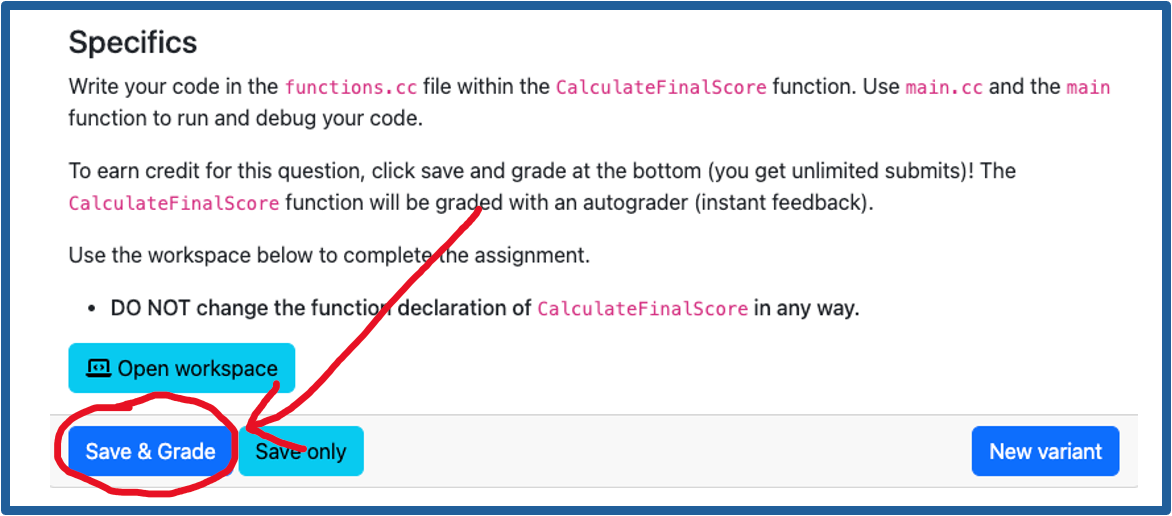 Specifics
Write your code in the functions.cc file within the CalculateFinalScore function. Use main.cc and the main
function to run and debug your code.
To earn credit for this question, click save and grade at the bottom (you get unlimited submits)! The
CalculateFinalScore function will be graded with an autograder (instant feedback).
Use the workspace below to complete the assignment.
• DO NOT change the function declaration of CalculateFinalScore in any way.
Open workspace
Save & Grade Save only New variant